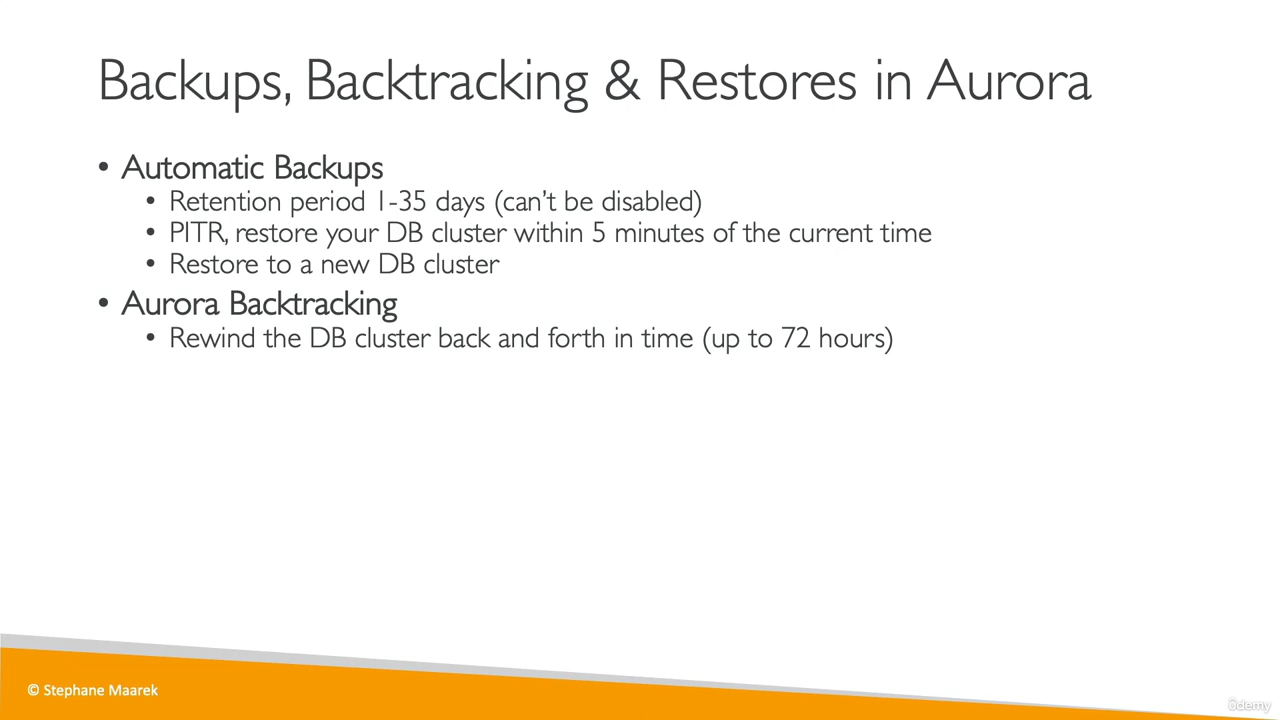 Backups, Backtracking & Restores in Aurora
• Automatic Backups
• Retention period 1-35 days (can't be disabled)
• PITR, restore your DB cluster within 5 minutes of the current time
• Restore to a new DB cluster
• Aurora Backtracking
• Rewind the DB cluster back and forth in time (up to 72 hours)
© Stephane Maarek
ûdemy